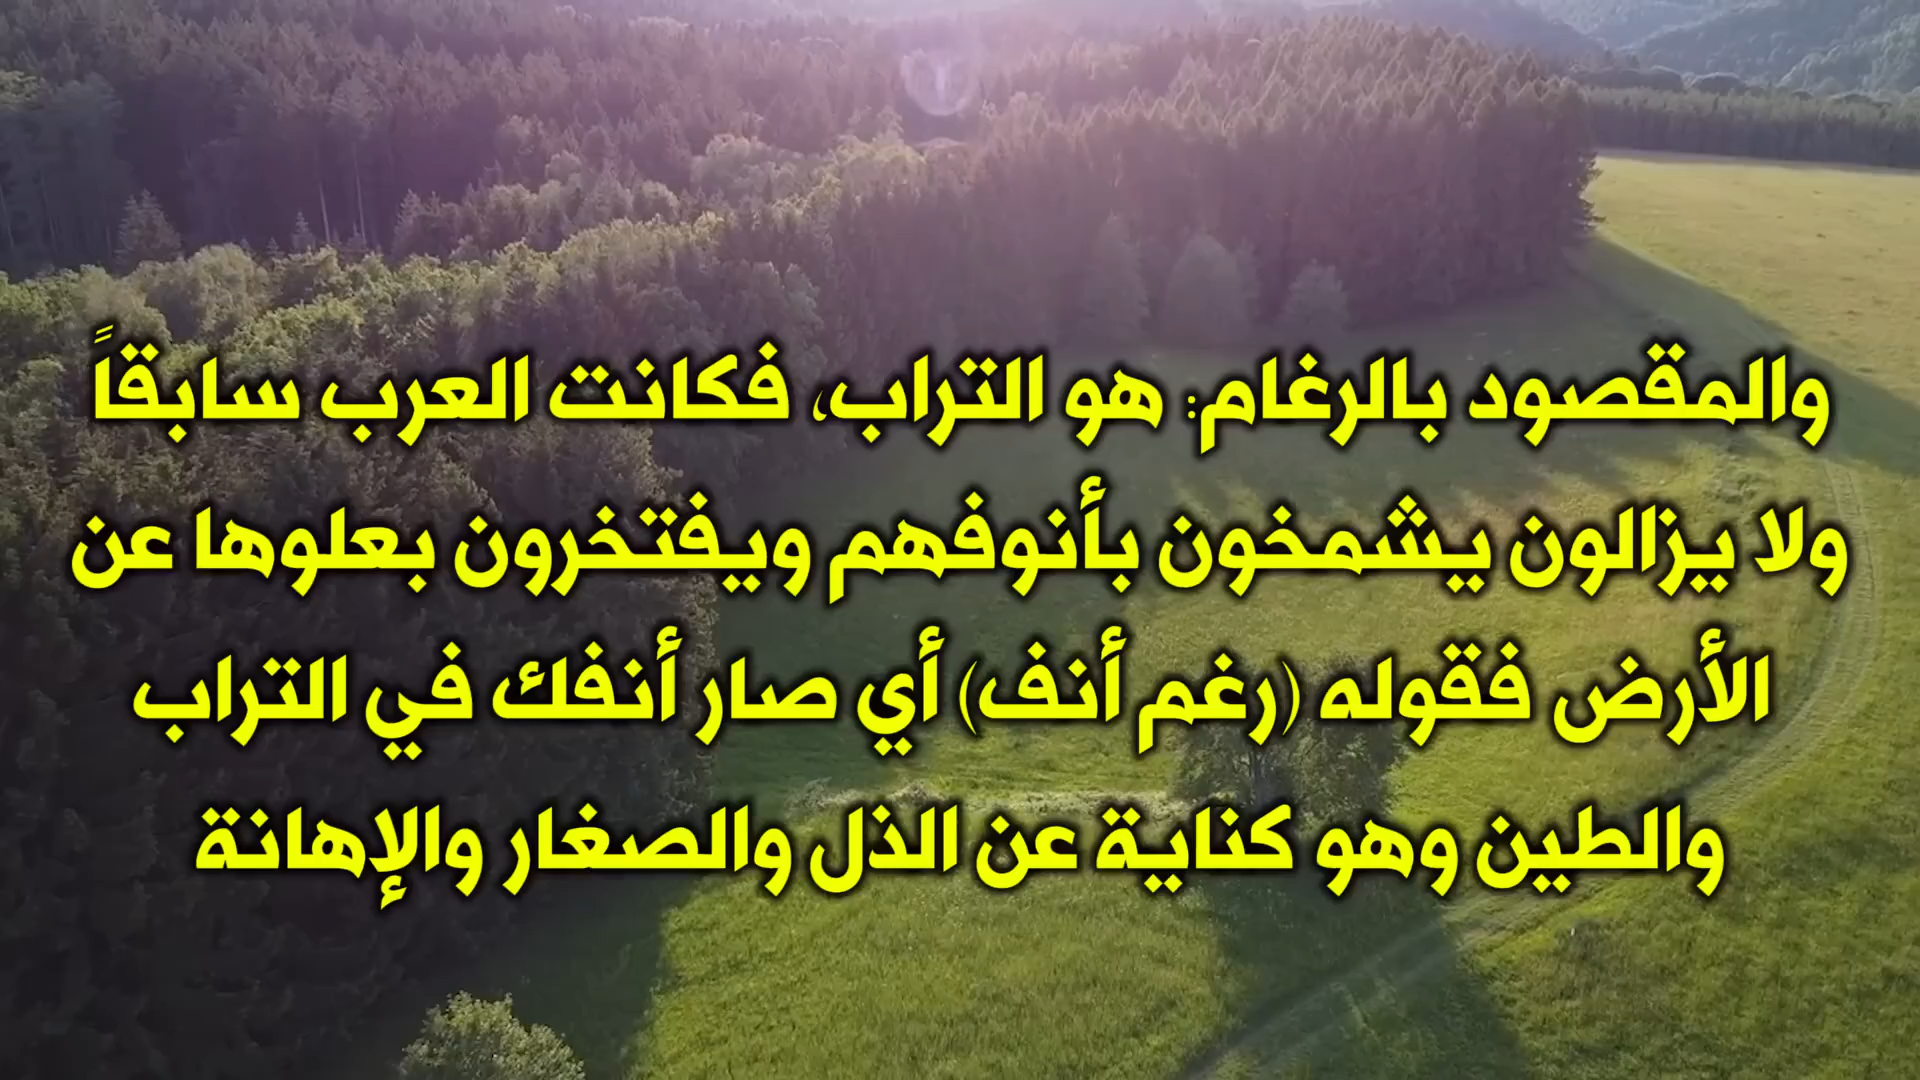 والمقصود بالرغام: هو التراب، فكانت العرب سابقاً
ولا يزالون يشمخون بأنوفهم ويفتخرون بعلوها عن
الأرض فقوله (رغم أنف) أي صار أنفك في التراب
والطين وهو كناية عن الذل والصغار والإهانة